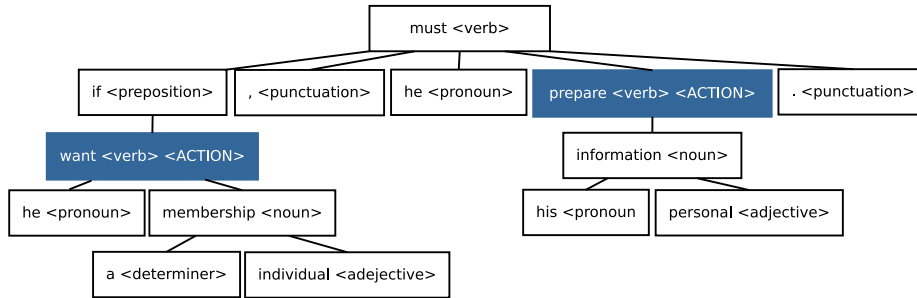 must <verb>
if <preposition>
, <punctuation>
he <pronoun>
prepare <verb> <ACTION>
. <punctuation>
want <verb> <ACTION>
information <noun>
he <pronoun>
membership <noun>
his <pronoun
personal <adjective>
a <determiner>
individual <adejective>